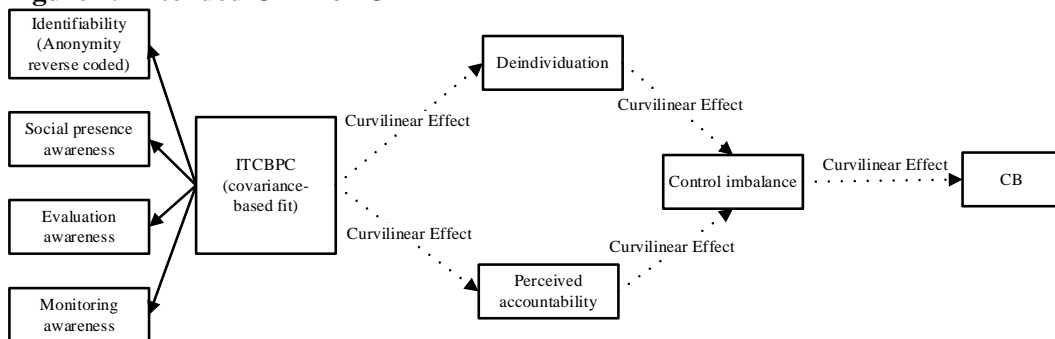 Identifiability
(Anonymity
reverse coded)
Social presence
awareness
Evaluation
awareness
Monitoring
awareness
ITCBPC
(covariance-
based fit)
Curvilinear Effect
Curvilinear Effect
Deindividuation
Perceived
accountability
Curvilinear Effect
Curvilinear Effect
Control imbalance
Curvilinear Effect
CB